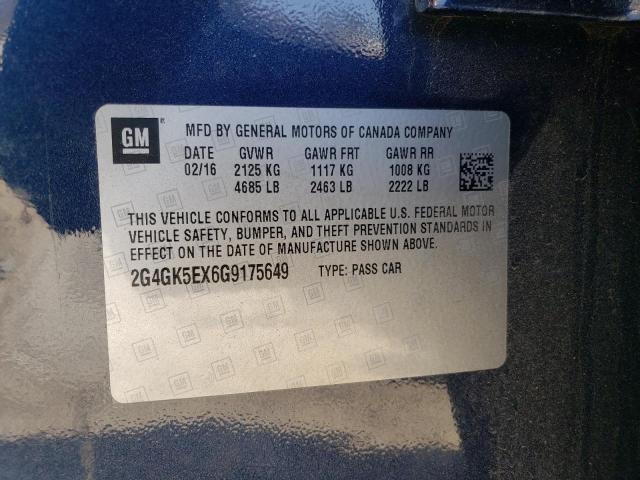 GM ® MFD BY GENERAL MOTORS OF CANADA COMPANY
DATE GVWR GAWR FRT GAWR RR
02/16 2125 KG 1117 KG 1008 KG
4685 LB 2463 LB 2222 LB
THIS VEHICLE CONFORMS TO ALL APPLICABLE U.S. FEDERAL MOTOR
VEHICLE SAFETY, BUMPER, AND THEFT PREVENTION STANDARDS IN
EFFECT ON THE DATE OF MANUFACTURE SHOWN ABOVE.
2G4GK5EX6G9175649 TYPE: PASS CAR